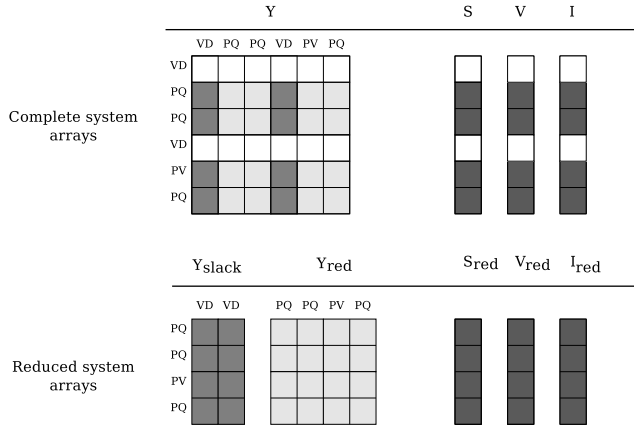 Y S V I
VD PQ PQ VD PV PQ
VD
PQ
PQ
VD
PV
PQ
Complete system
arrays
Yslack Yred Sred Vred Ired
VD VD PQ PQ PV PQ
PQ
PQ
PV
PQ
Reduced system
arrays